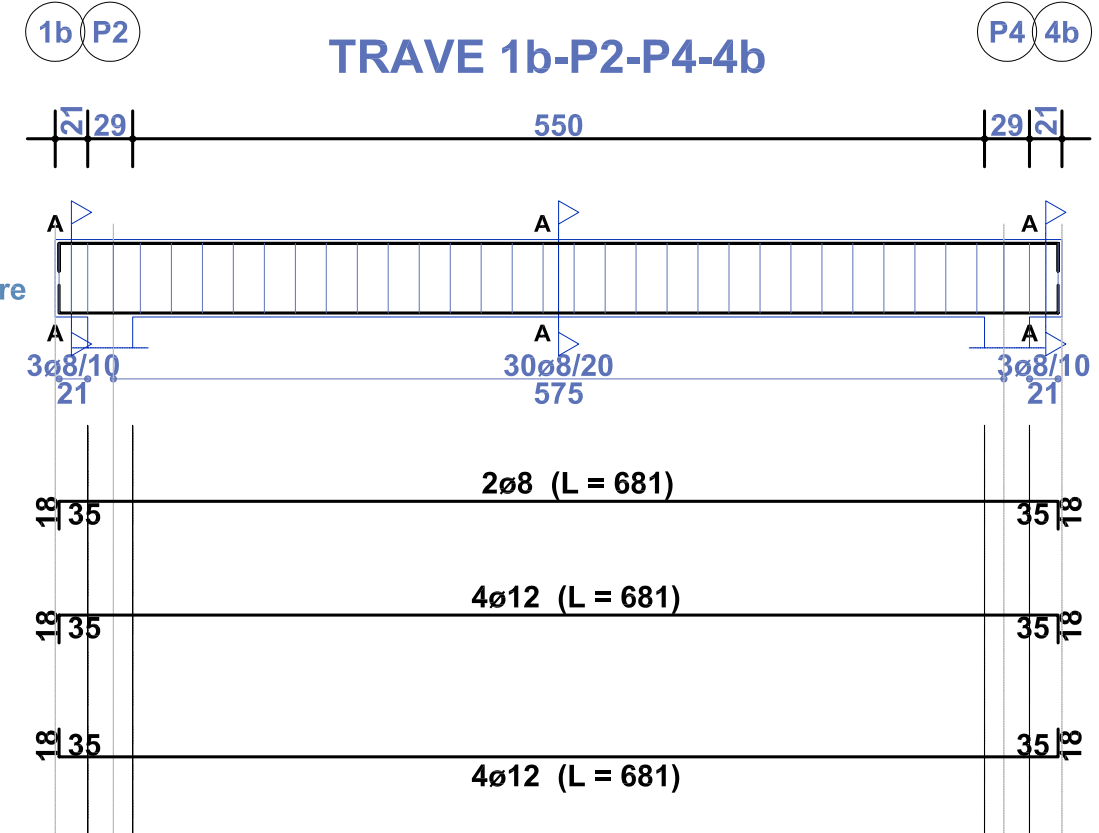 1b P2 P4 4b
TRAVE 1b-P2-P4-4b
21 29 550 29 21
A A A
re
A A A
3ø8/10 30ø8/20 3ø8/10
21 575 21
2ø8 (L = 681)
18 35 35 18
4ø12 (L = 681)
18 35 35 18
18 35 35 18
4ø12 (L = 681)